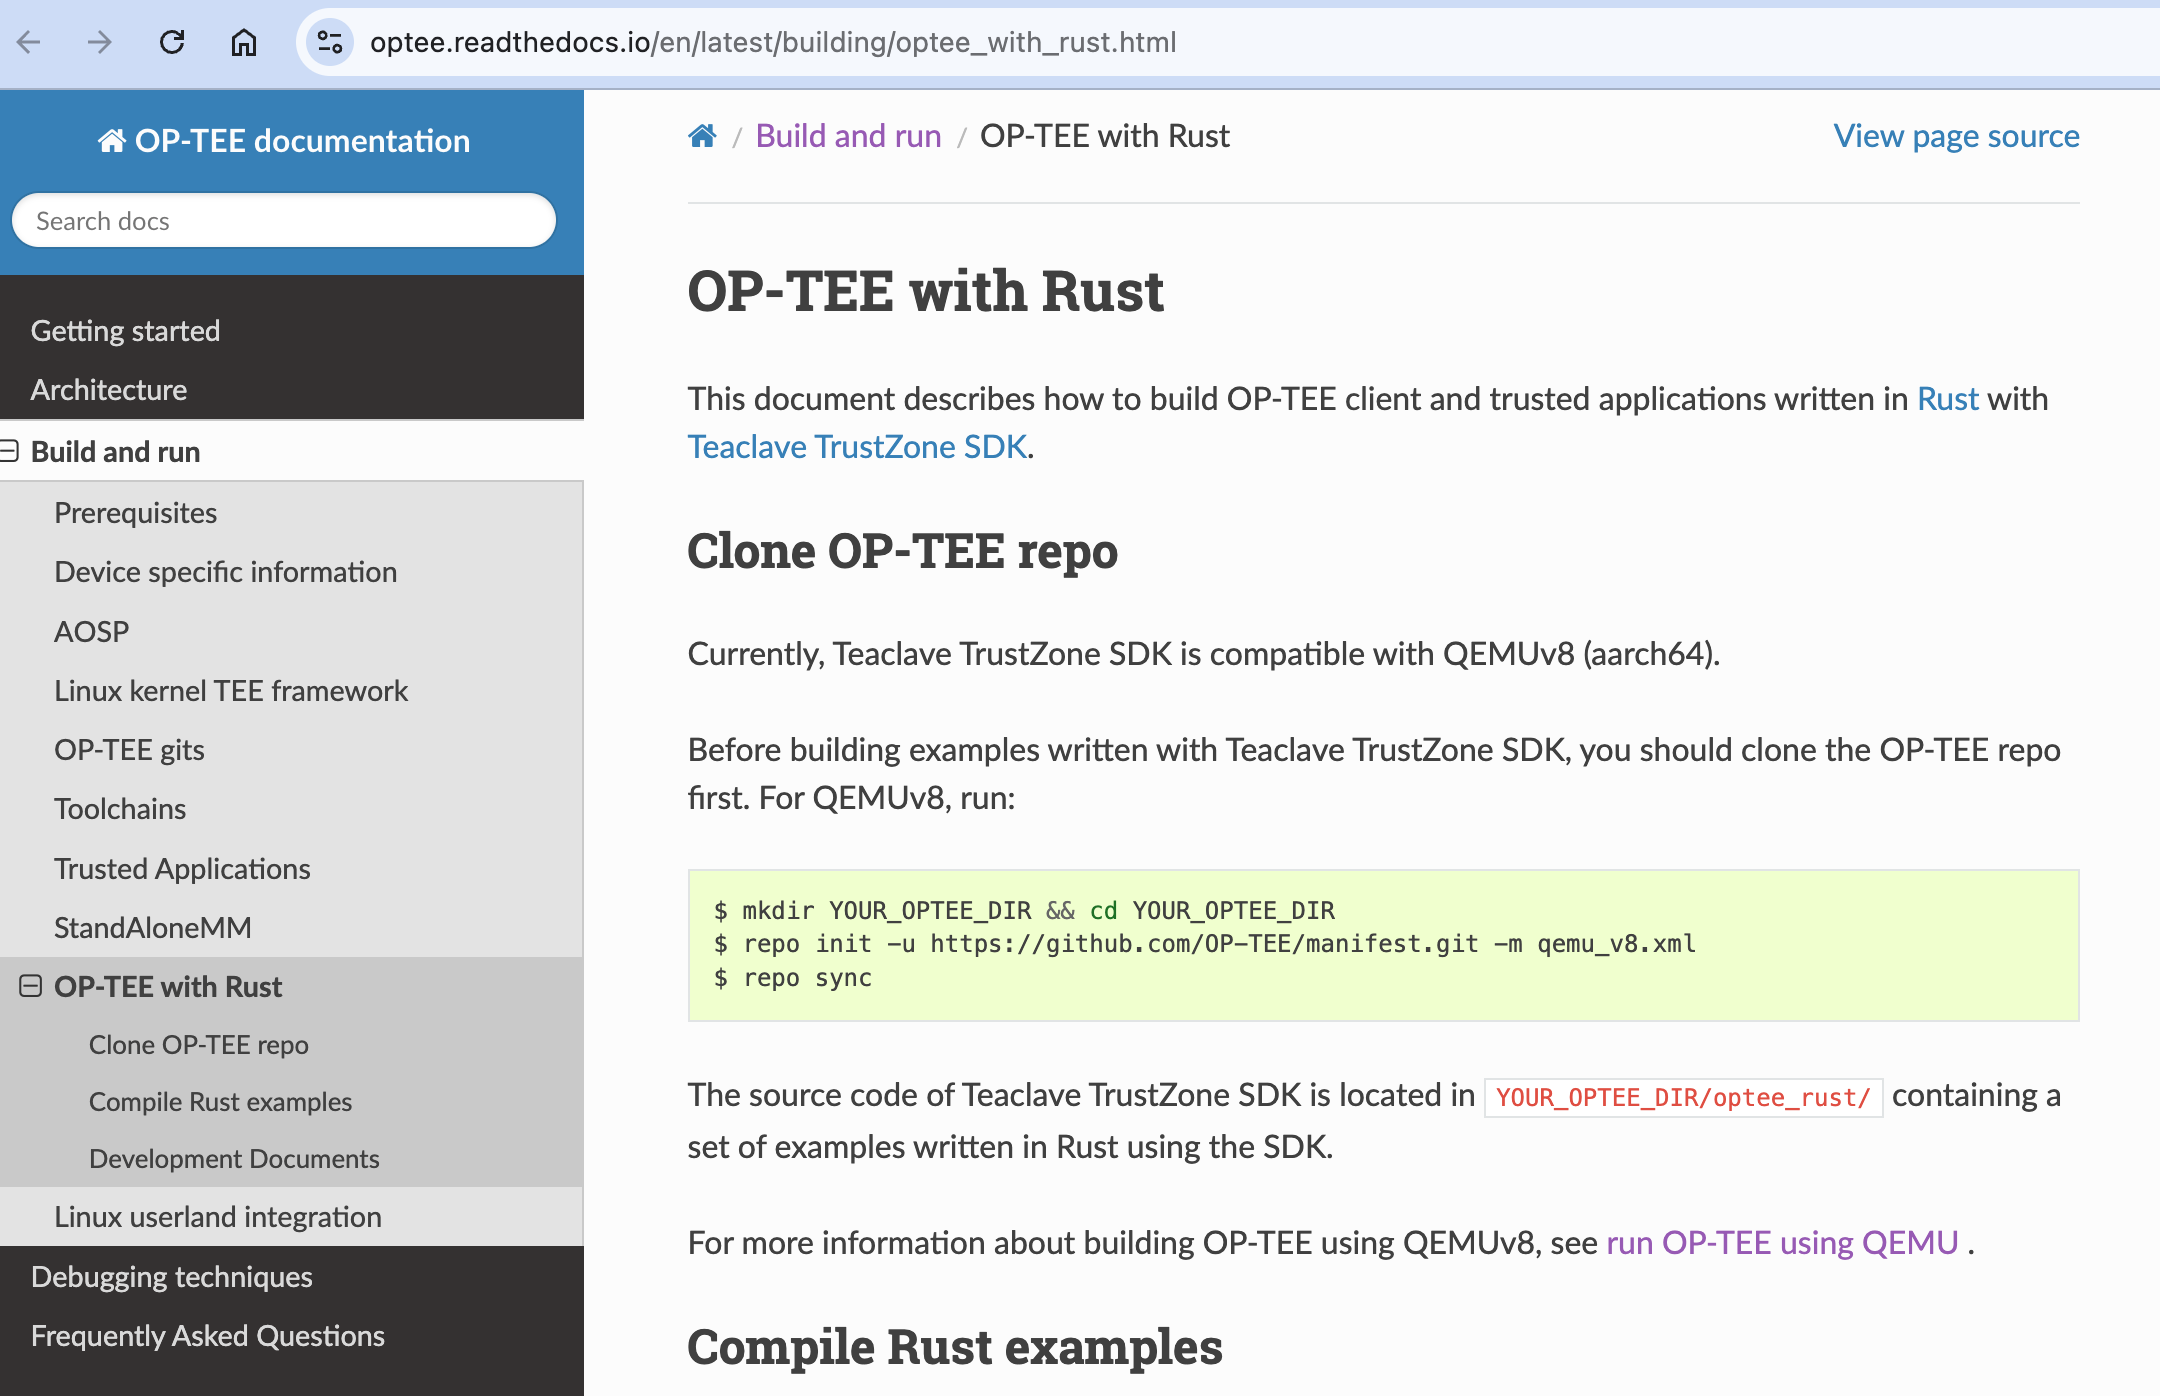 optee.readthedocs.io/en/latest/building/optee_with_rust.html
OP-TEE documentation
Search docs
Getting started
Architecture
Build and run
Prerequisites
Device specific information
AOSP
Linux kernel TEE framework
OP-TEE gits
Toolchains
Trusted Applications
StandAloneMM
OP-TEE with Rust
Clone OP-TEE repo
Compile Rust examples
Development Documents
Linux userland integration
Debugging techniques
Frequently Asked Questions
/ Build and run / OP-TEE with Rust
View page source
OP-TEE with Rust
This document describes how to build OP-TEE client and trusted applications written in Rust with
Teaclave TrustZone SDK.
Clone OP-TEE repo
Currently, Teaclave TrustZone SDK is compatible with QEMUv8 (aarch64).
Before building examples written with Teaclave TrustZone SDK, you should clone the OP-TEE repo
first. For QEMUv8, run:
$ mkdir YOUR_OPTEE_DIR && cd YOUR_OPTEE_DIR
$ repo init -u https://github.com/OP-TEE/manifest.git -m qemu_v8.xml
$ repo sync
The source code of Teaclave TrustZone SDK is located in YOUR_OPTEE_DIR/optee_rust/ containing a
set of examples written in Rust using the SDK.
For more information about building OP-TEE using QEMUv8, see run OP-TEE using QEMU .
Compile Rust examples